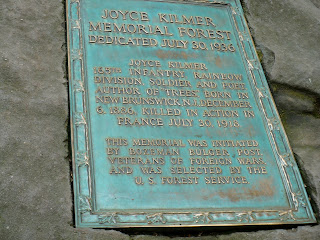 JOYCE KILMER
MEMORIAL FOREST
DEDICATED JULY 30, 1936
JOYCE KILMER
165TH INFANTRY RAINBOW
DIVISION SOLDIER AND POET
AUTHOR OF "TREES" BORN IN
NEW BRUNSWICK N.J. DECEMBER
6, 1886, KILLED IN ACTION IN
FRANCE JULY 30, 1918
THIS MEMORIAL WAS INITIATED
BY BOZEMAN BULGER POST,
VETERANS OF FOREIGN WARS
AND WAS SELECTED BY THE
U.S. FOREST SERVICE